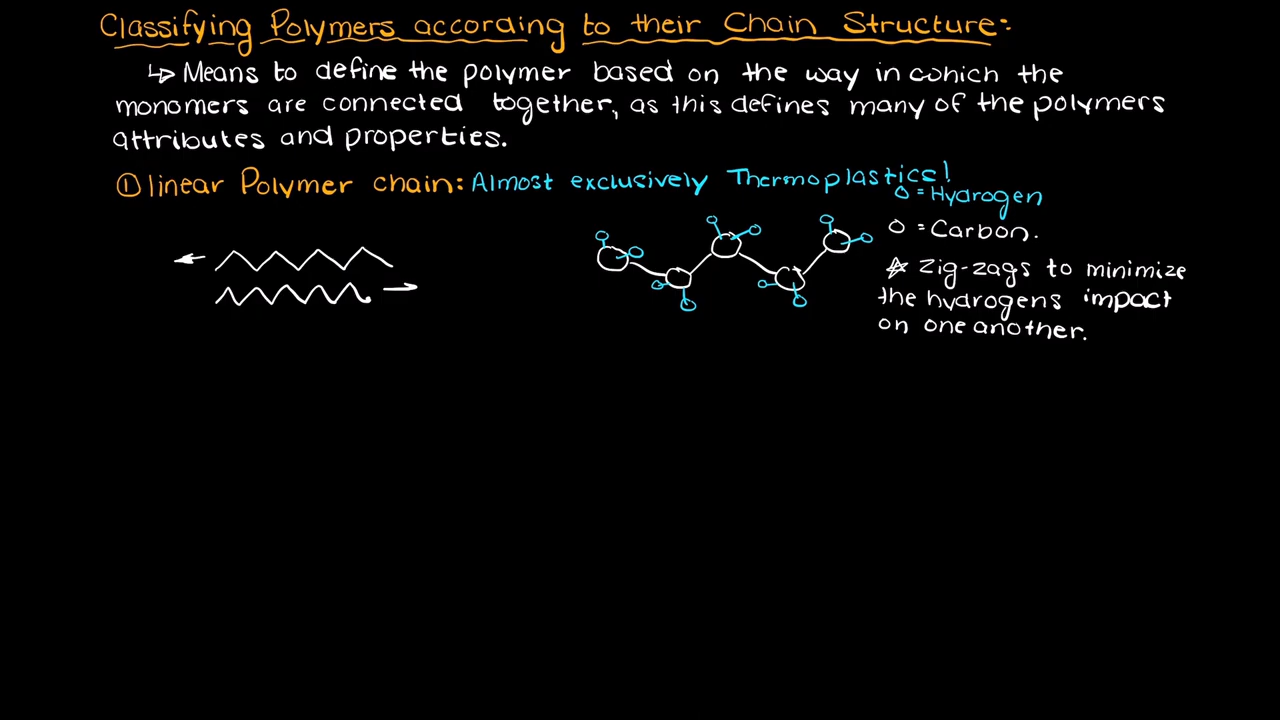 Classifying Polymers according to their Chain Structure:
↳ Means to define the polymer based on the way in which the
monomers are connected together, as this defines many of the polymers
attributes and properties.
① linear Polymer chain: Almost exclusively Thermoplastics!
O = Hydrogen
O = Carbon.
☆ Zig-zags to minimize
the hydrogens impact
on one another.